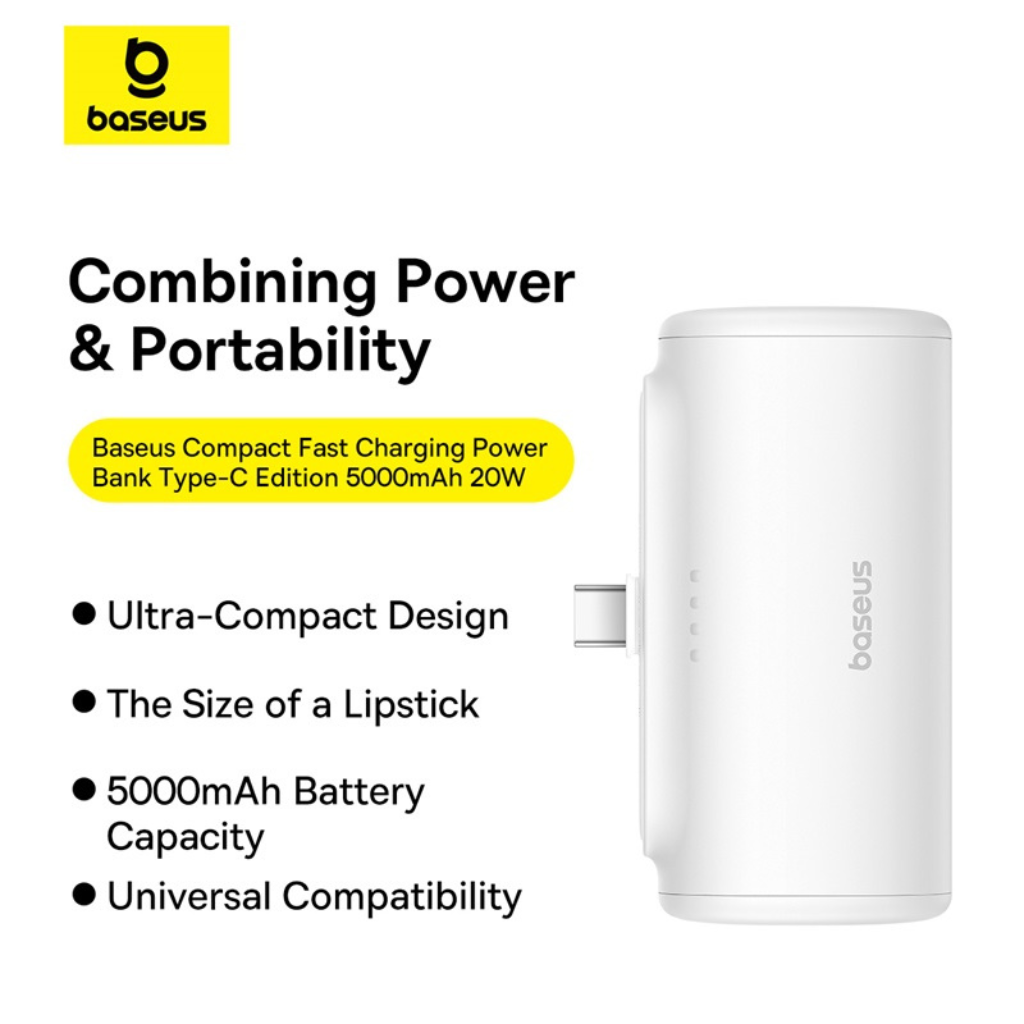 baseus
Combining Power
& Portability
Baseus Compact Fast Charging Power
Bank Type-C Edition 5000mAh 20W
● Ultra-Compact Design
● The Size of a Lipstick
● 5000mAh Battery
Capacity
● Universal Compatibility
baseus